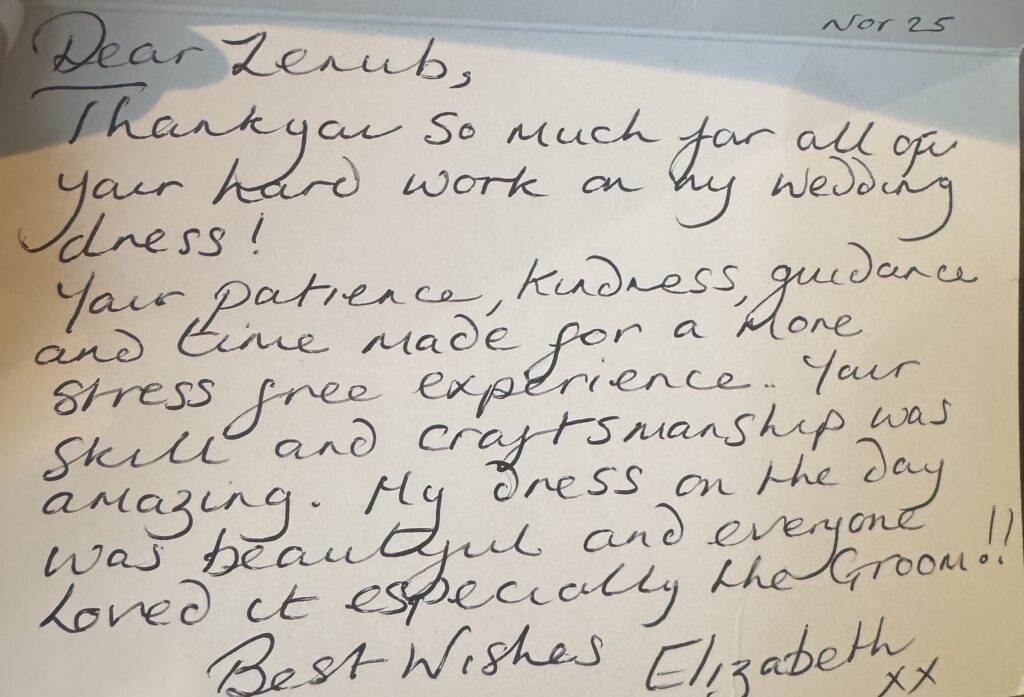 Nov 25
Dear Zenub,
Thankyou so much for all of
your hard work on my wedding
dress!
Your patience, kindness, guidance
and time made for a more
stress free experience. Your
skill and craftsmanship was
amazing. My dress on the day
was beautiful and everyone
loved it especially the Groom!!
Best Wishes Elizabeth
xx